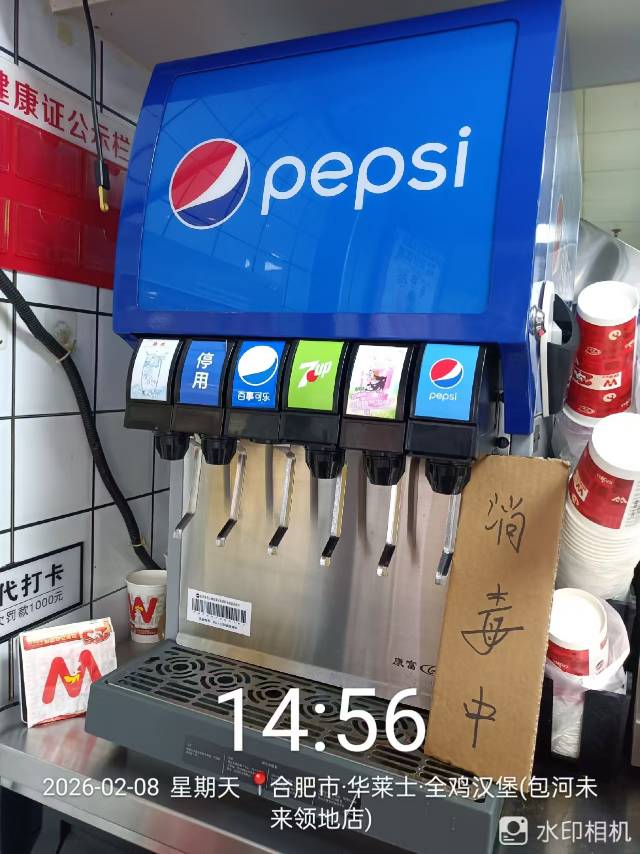 健康证公示栏
pepsi
停用
百事可乐
7up
pepsi
消毒中
代打卡
罚款1000元
康富
14:56
2026-02-08 星期天 合肥市·华莱士·全鸡汉堡(包河未
来领地店)
水印相机